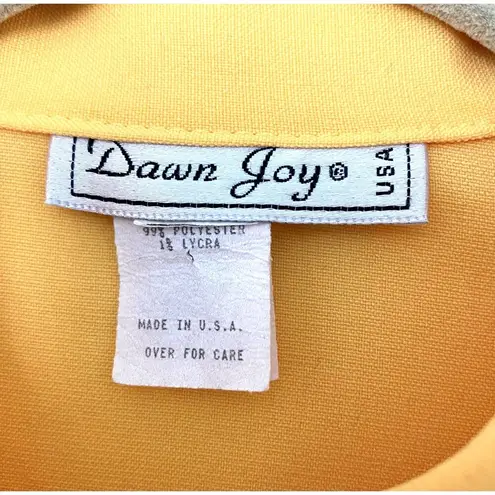 Dawn Joy®
USA
99% POLYESTER
1% LYCRA
MADE IN U.S.A.
OVER FOR CARE